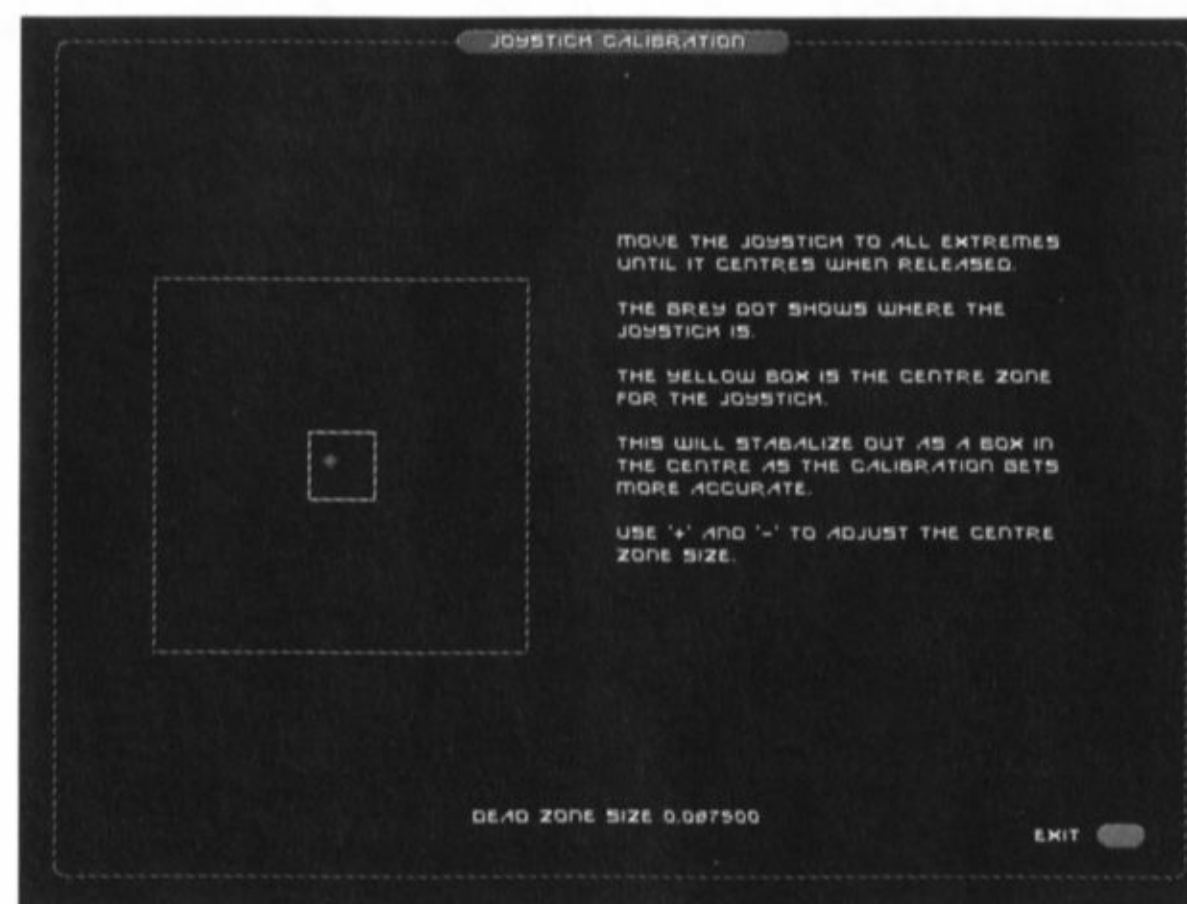 JOYSTICK CALIBRATION
MOVE THE JOYSTICK TO ALL EXTREMES
UNTIL IT CENTRES WHEN RELEASED.
THE GREY DOT SHOWS WHERE THE
JOYSTICK IS.
THE YELLOW BOX IS THE CENTRE ZONE
FOR THE JOYSTICK.
THIS WILL STABALIZE OUT AS A BOX IN
THE CENTRE AS THE CALIBRATION GETS
MORE ACCURATE.
USE '+' AND '-' TO ADJUST THE CENTRE
ZONE SIZE.
DEAD ZONE SIZE 0.087500
EXIT